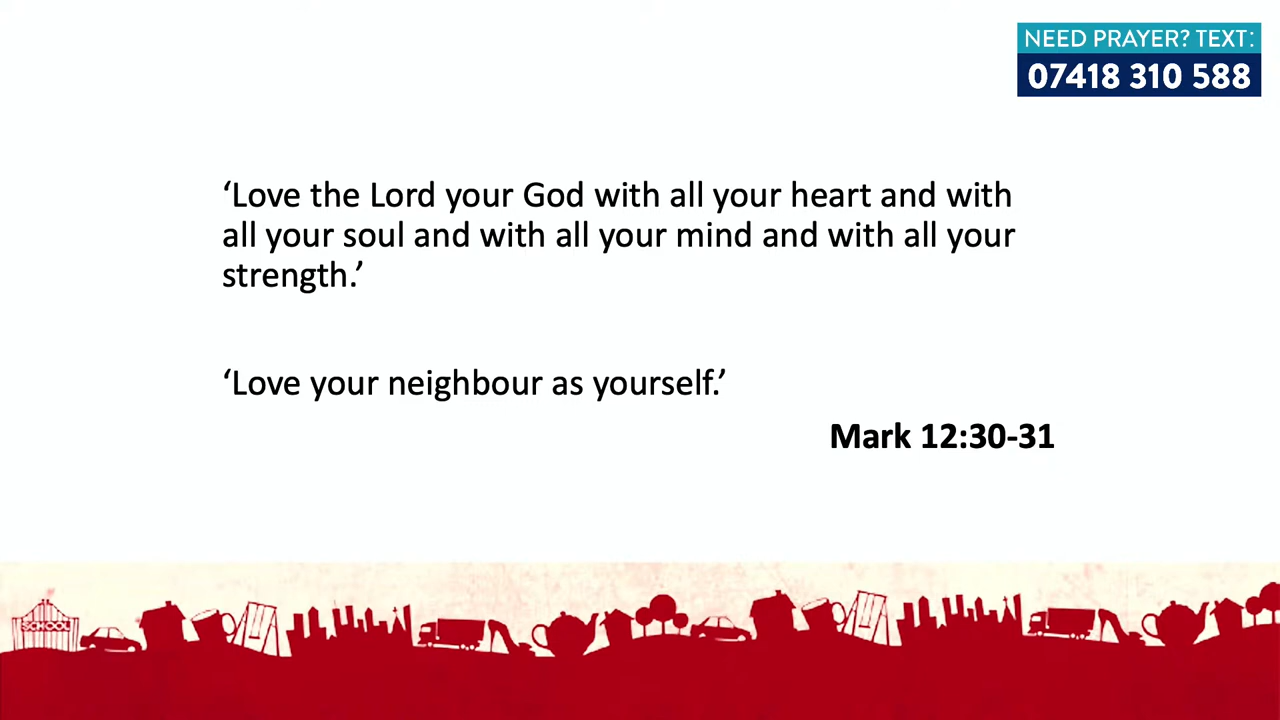 NEED PRAYER? TEXT:
07418 310 588
‘Love the Lord your God with all your heart and with
all your soul and with all your mind and with all your
strength.’
‘Love your neighbour as yourself.’
Mark 12:30-31
SCHOOL